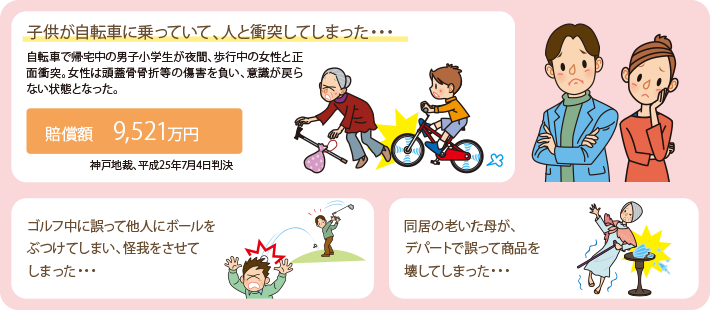 子供が自転車に乗っていて、人と衝突してしまった・・・
自転車で帰宅中の男子小学生が夜間、歩行中の女性と正
面衝突。女性は頭蓋骨骨折等の傷害を負い、意識が戻ら
ない状態となった。
賠償額 9,521万円
神戸地裁、平成25年7月4日判決
ゴルフ中に誤って他人にボールを
ぶつけてしまい、怪我をさせて
しまった・・・
同居の老いた母が、
デパートで誤って商品を
壊してしまった・・・